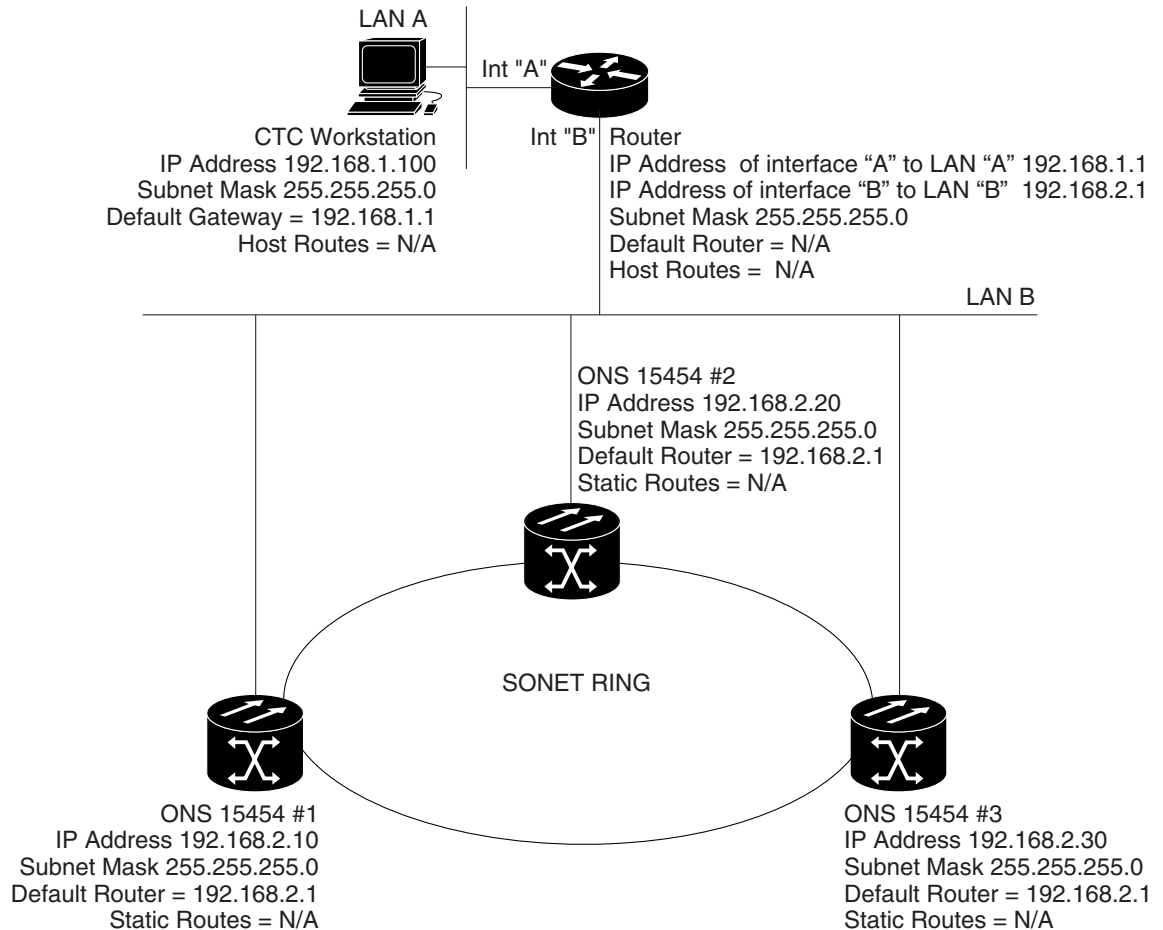 LAN A
Int "A"
CTC Workstation
IP Address 192.168.1.100
Subnet Mask 255.255.255.0
Default Gateway = 192.168.1.1
Host Routes = N/A
Int "B"
Router
IP Address of interface “A” to LAN “A” 192.168.1.1
IP Address of interface “B” to LAN “B” 192.168.2.1
Subnet Mask 255.255.255.0
Default Router = N/A
Host Routes = N/A
LAN B
ONS 15454 #2
IP Address 192.168.2.20
Subnet Mask 255.255.255.0
Default Router = 192.168.2.1
Static Routes = N/A
SONET RING
ONS 15454 #1
IP Address 192.168.2.10
Subnet Mask 255.255.255.0
Default Router = 192.168.2.1
Static Routes = N/A
ONS 15454 #3
IP Address 192.168.2.30
Subnet Mask 255.255.255.0
Default Router = 192.168.2.1
Static Routes = N/A